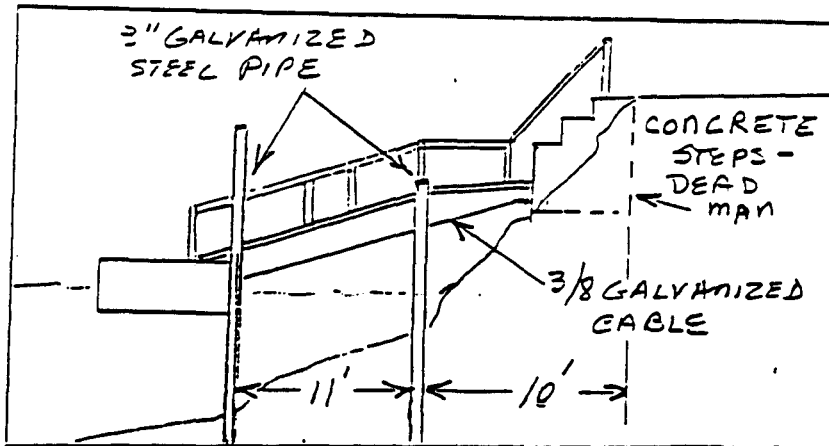 GALVANIZED
STEEL PIPE
CONCRETE
STEPS -
DEAD
MAN
3/8 GALVANIZED
CABLE
11'
10'